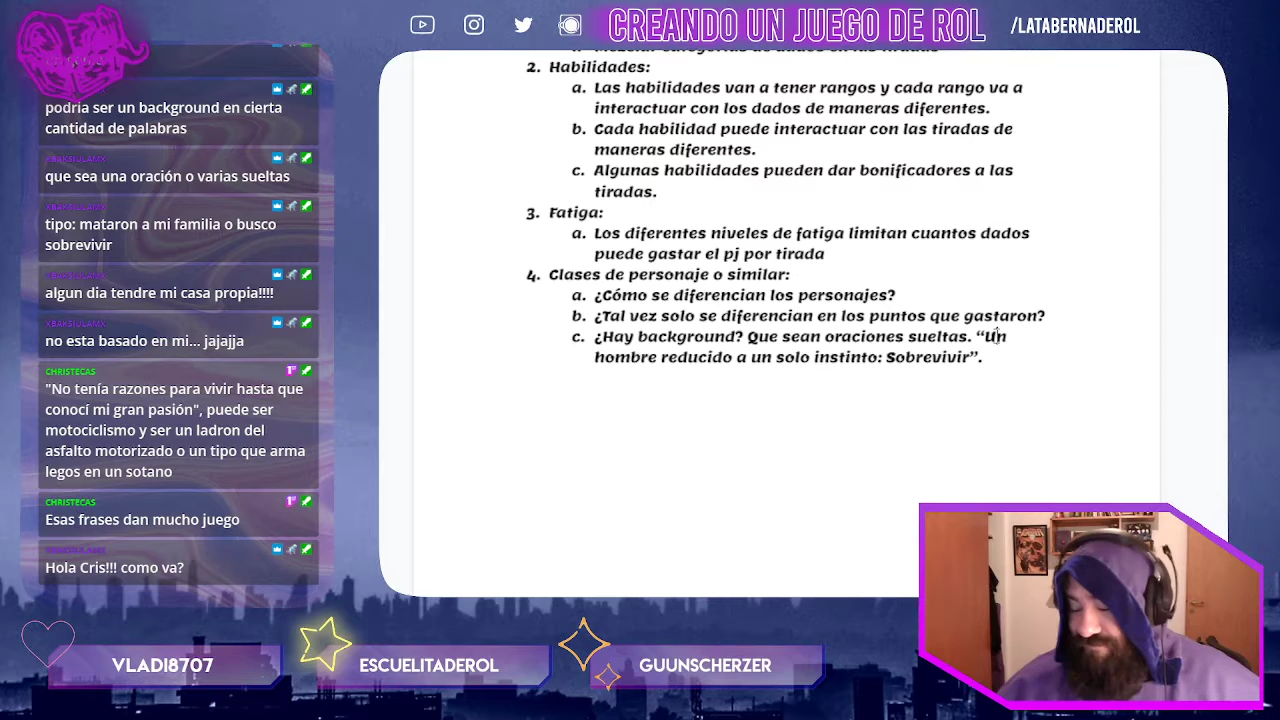 CREANDO UN JUEGO DE ROL
/LATABERNADEROL
podria ser un background en cierta
cantidad de palabras
XBAKSIULAMX
que sea una oración o varias sueltas
XBAKSIULAMX
tipo: mataron a mi familia o busco
sobrevivir
XBAKSIULAMX
algun dia tendre mi casa propia!!!!
XBAKSIULAMX
no esta basado en mi... jajajja
CHRISTECAS
"No tenía razones para vivir hasta que
conocí mi gran pasión", puede ser
motociclismo y ser un ladron del
asfalto motorizado o un tipo que arma
legos en un sotano
CHRISTECAS
Esas frases dan mucho juego
Hola Cris!!! como va?
2. Habilidades:
a. Las habilidades van a tener rangos y cada rango va a
interactuar con los dados de maneras diferentes.
b. Cada habilidad puede interactuar con las tiradas de
maneras diferentes.
c. Algunas habilidades pueden dar bonificadores a las
tiradas.
3. Fatiga:
a. Los diferentes niveles de fatiga limitan cuantos dados
puede gastar el pj por tirada
4. Clases de personaje o similar:
a. ¿Cómo se diferencian los personajes?
b. ¿Tal vez solo se diferencian en los puntos que gastaron?
c. ¿Hay background? Que sean oraciones sueltas. “Un
hombre reducido a un solo instinto: Sobrevivir”.
VLADI8707
ESCUELITADEROL
GUUNSCHERZER